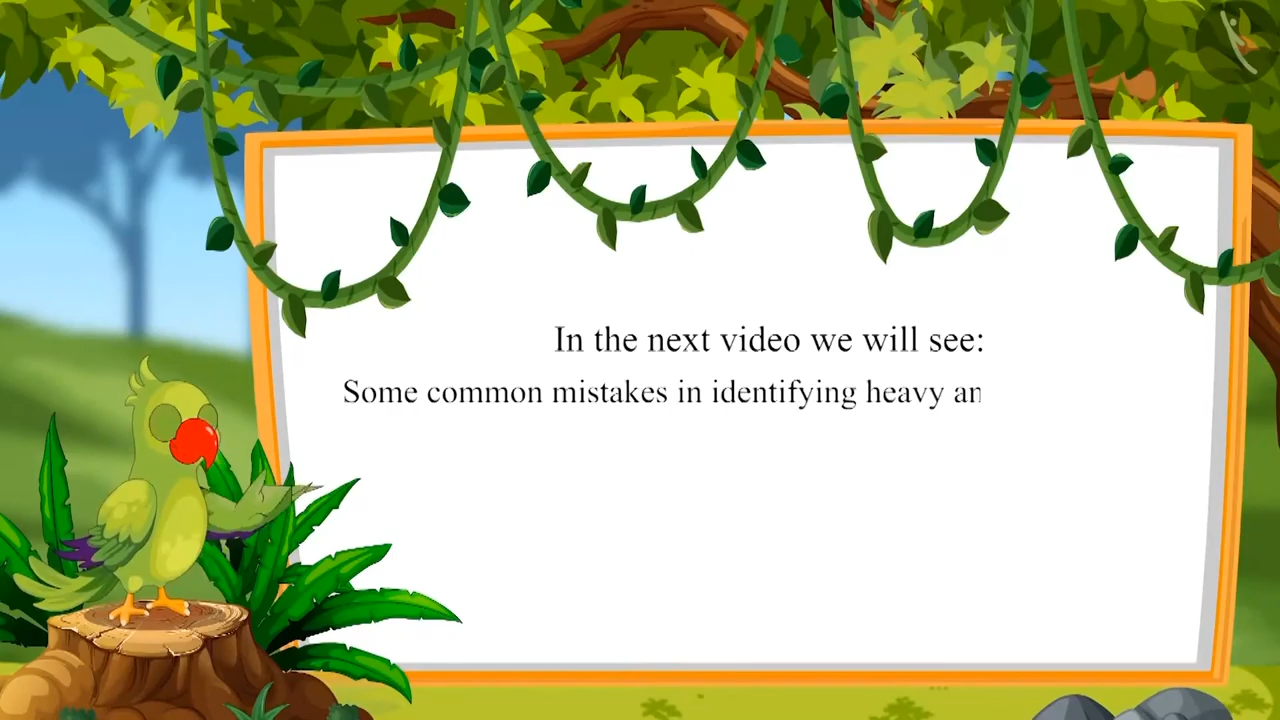 In the next video we will see:
Some common mistakes in identifying heavy an